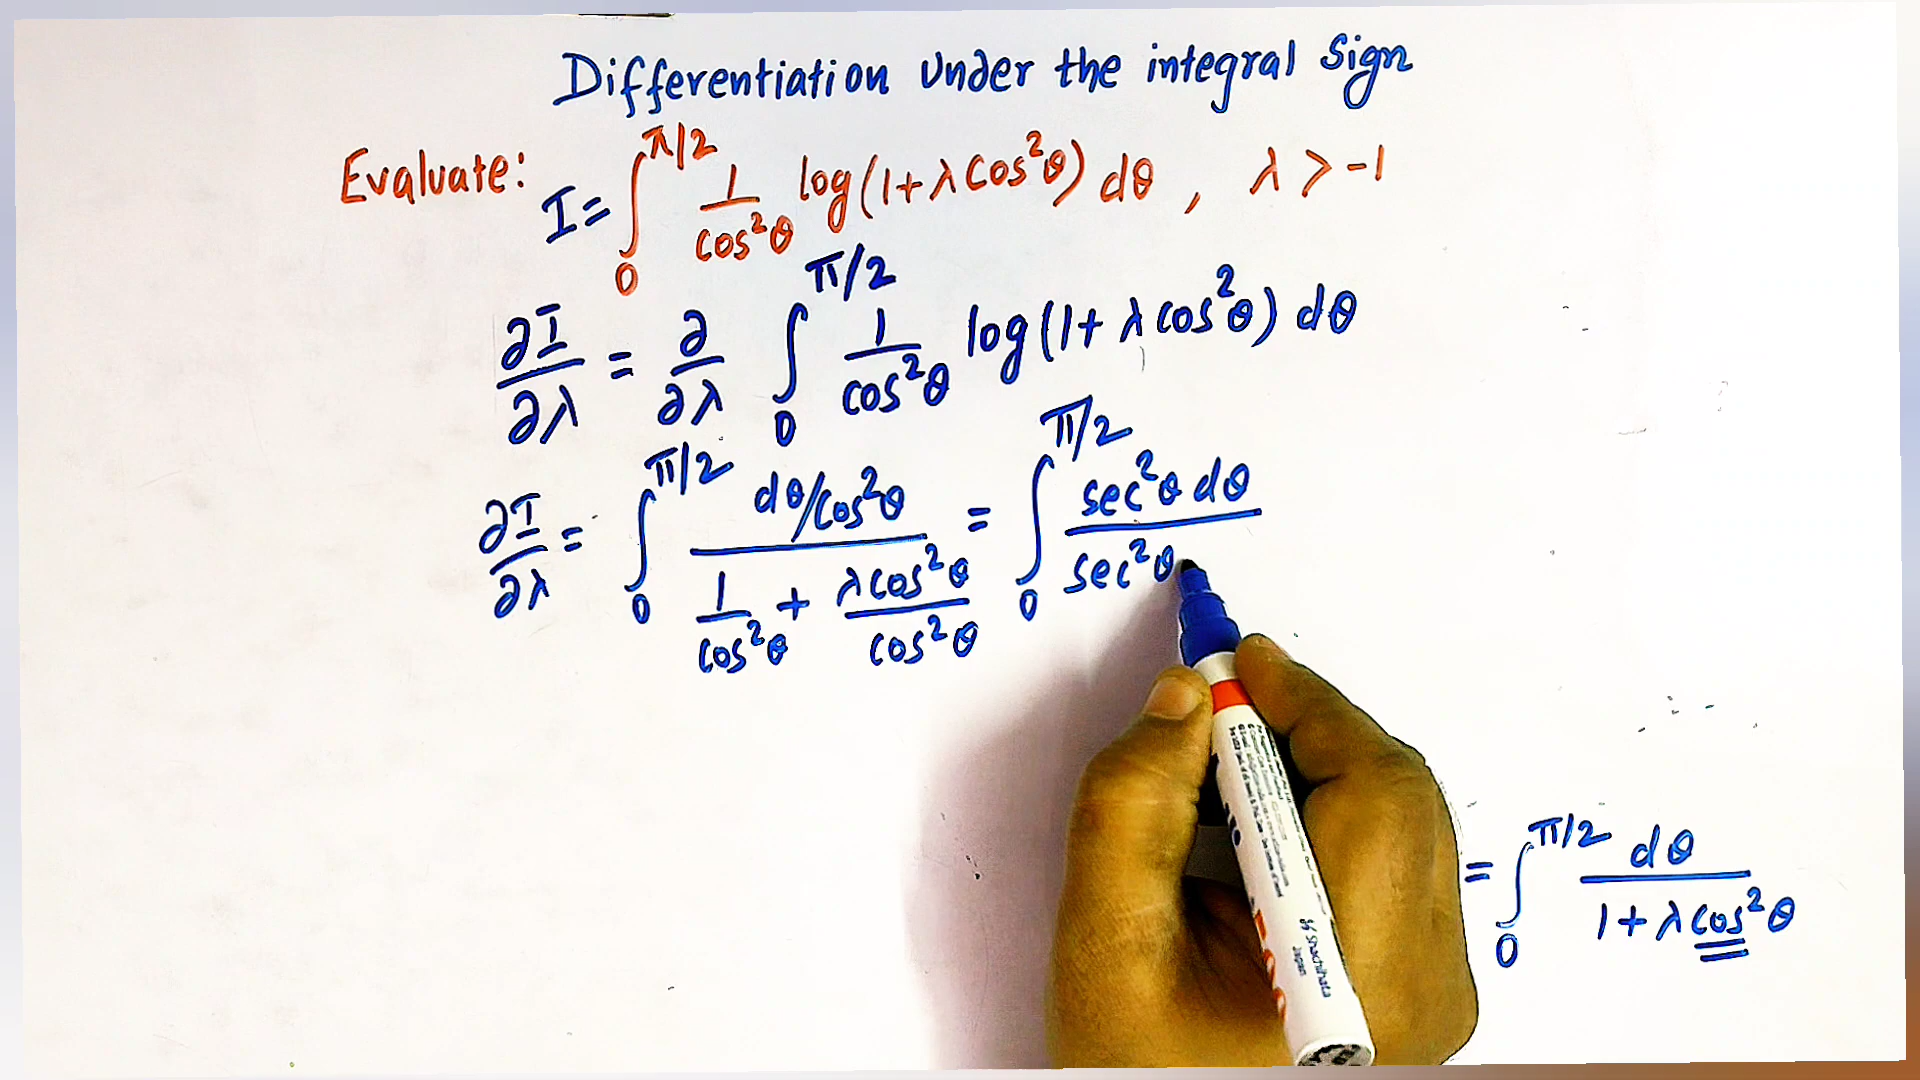 Differentiation Under the integral Sign
Evaluate: I = ∫₀^{π/2} 1/cos²θ log(1+λcos²θ) dθ , λ > -1
∂I/∂λ = ∂/∂λ ∫₀^{π/2} 1/cos²θ log(1+ λcos²θ) dθ
∂I/∂λ = ∫₀^{π/2} (dθ/cos²θ)/(1/cos²θ + λcos²θ/cos²θ) = ∫₀^{π/2} sec²θ dθ/sec²θ
= ∫₀^{π/2} dθ/(1+λcos²θ)
Shachihata
Japan